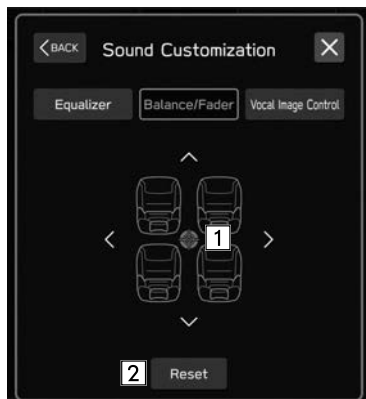 BACK Sound Customization
Equalizer Balance/Fader Vocal Image Control
1
2 Reset